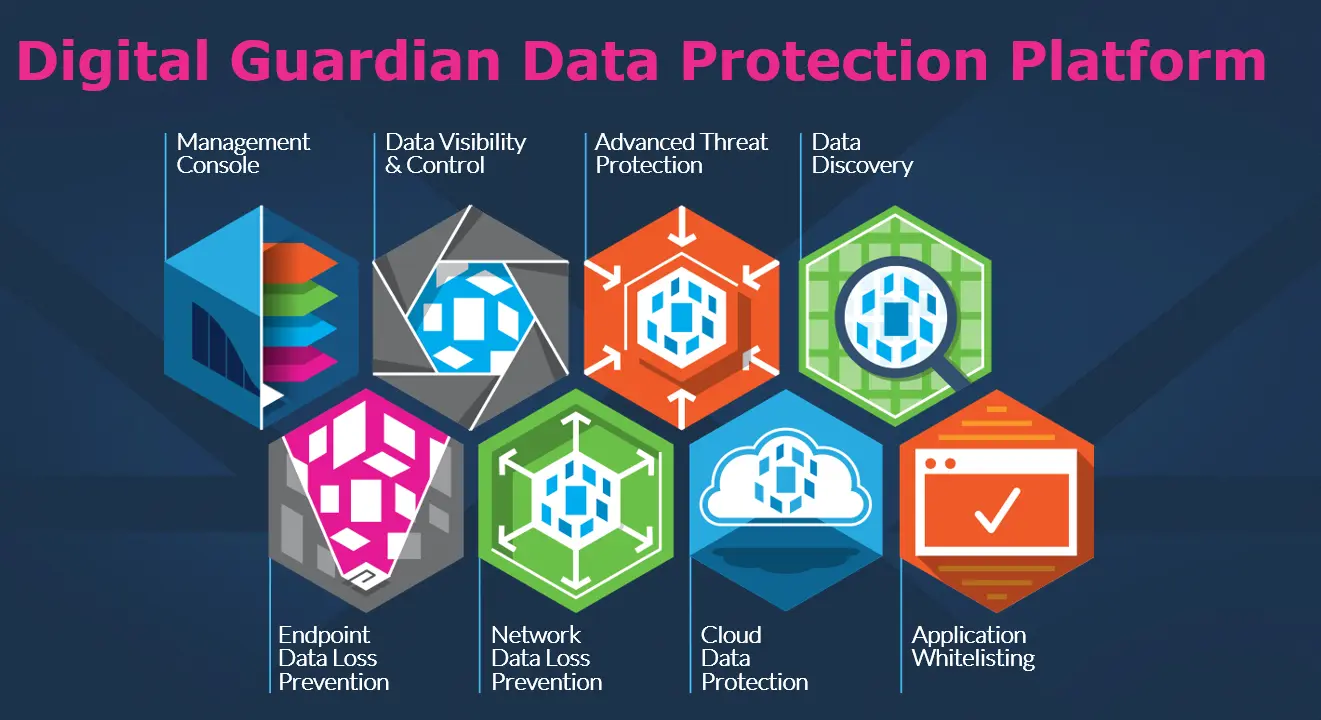 Digital Guardian Data Protection Platform
Management
Console
Data Visibility
& Control
Advanced Threat
Protection
Data
Discovery
Endpoint
Data Loss
Prevention
Network
Data Loss
Prevention
Cloud
Data
Protection
Application
Whitelisting